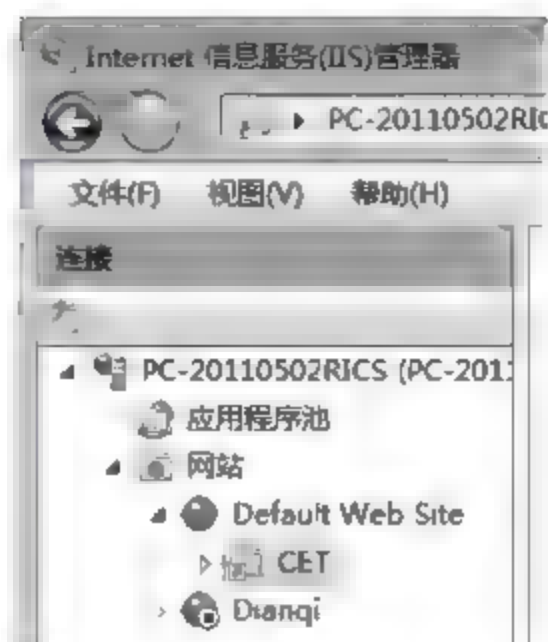 Internet 信息服务(IIS)管理器
PC-20110502RIC
文件(F) 视图(V) 帮助(H)
连接
PC-20110502RICS (PC-201:
应用程序池
网站
Default Web Site
CET
Dianqi